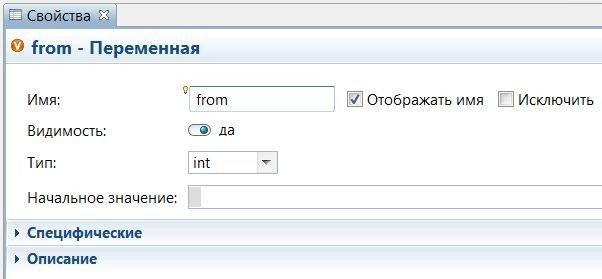 Свойства
from - Переменная
Имя: from Отображать имя Исключить
Видимость: да
Тип: int
Начальное значение:
Специфические
Описание